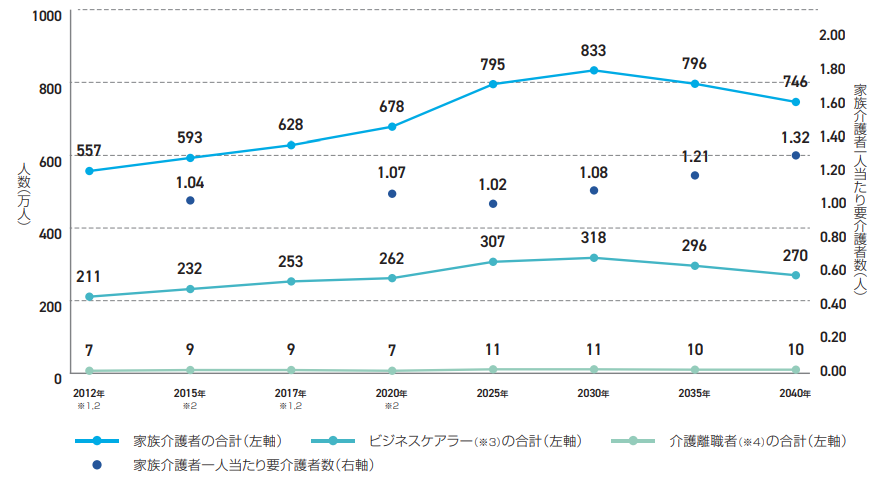 1000
800
600
400
200
0
人数(万人)
2.00
1.80
1.60
1.40
1.20
1.00
0.80
0.60
0.40
0.20
0.00
家族介護者一人当たり要介護者数(人)
557 593 628 678 795 833 796 746
1.04 1.07 1.02 1.08 1.21 1.32
211 232 253 262 307 318 296 270
7 9 9 7 11 11 10 10
2012年 2015年 2017年 2020年 2025年 2030年 2035年 2040年
※1,2 ※2 ※1,2 ※2
家族介護者の合計(左軸) ビジネスケアラー(※3)の合計(左軸) 介護離職者(※4)の合計(左軸)
家族介護者一人当たり要介護者数(右軸)